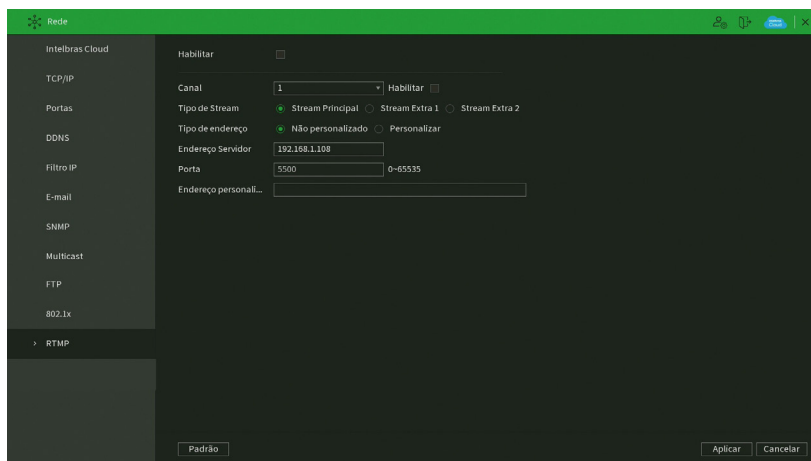 Rede
Intelbras Cloud
TCP/IP
Portas
DDNS
Filtro IP
E-mail
SNMP
Multicast
FTP
802.1x
> RTMP
Habilitar
Canal 1 Habilitar
Tipo de Stream Stream Principal Stream Extra 1 Stream Extra 2
Tipo de endereço Não personalizado Personalizar
Endereço Servidor 192.168.1.108
Porta 5500 0~65535
Endereço personali...
Padrão Aplicar Cancelar